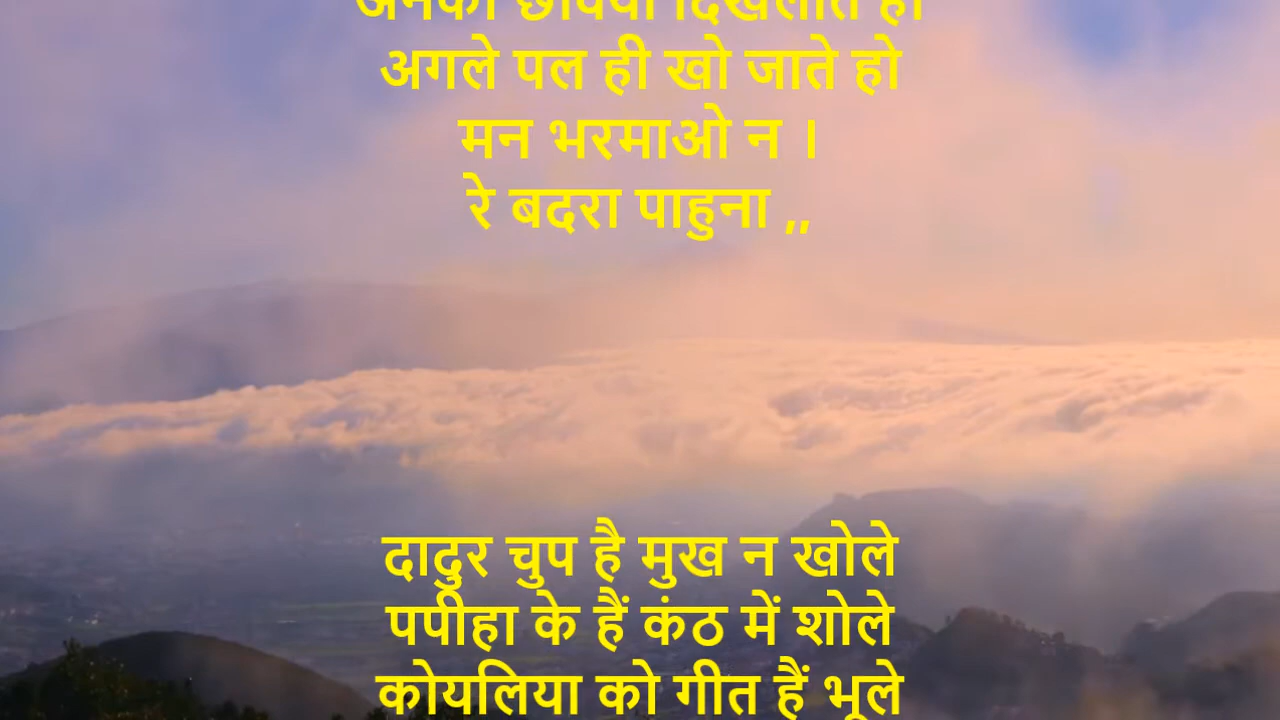 अगले पल ही खो जाते हो
मन भरमाओ न ।
रे बदरा पाहुना ,,
दादुर चुप है मुख न खोले
पपीहा के हैं कंठ में शोले
कोयलिया को गीत हैं भूले